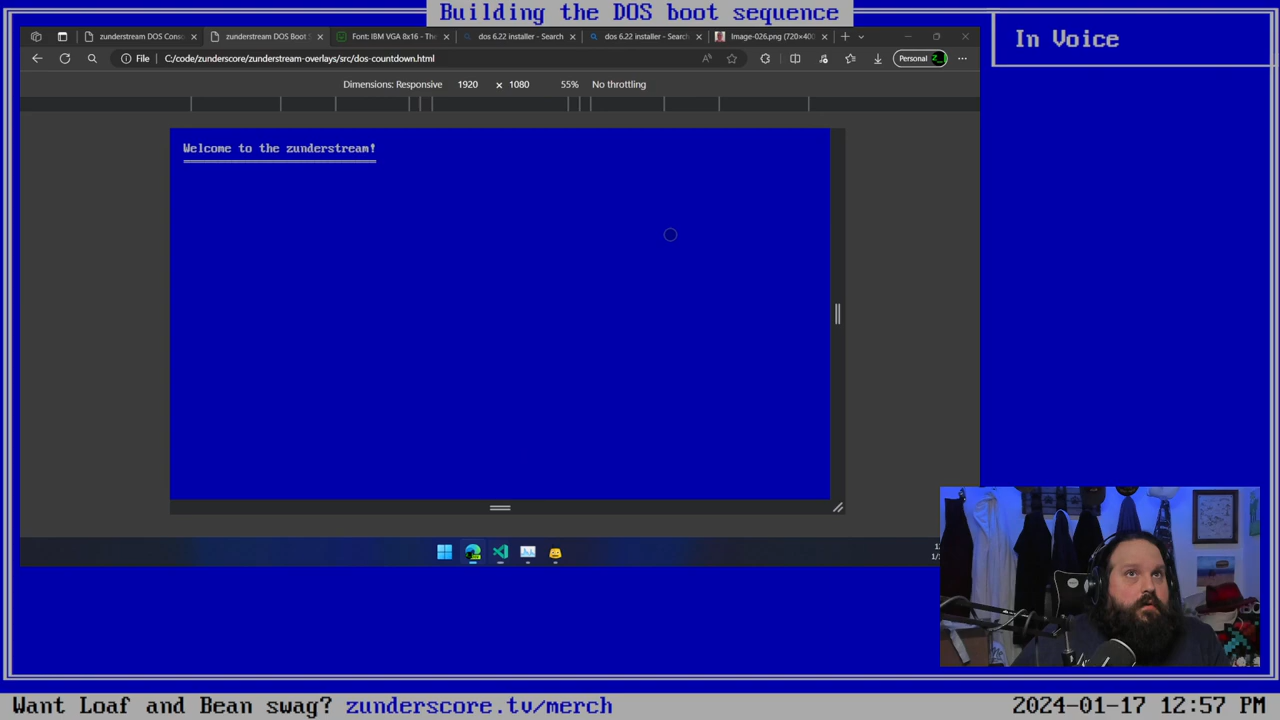 Building the DOS boot sequence
zunderstream DOS Conso
zunderstream DOS Boot S
Font: IBM VGA 8x16 - The
dos 6.22 installer - Search
dos 6.22 installer - Search
Image-026.png (720×400
In Voice
File
C:/code/zunderscore/zunderstream-overlays/src/dos-countdown.html
Personal
Dimensions: Responsive 1920 × 1080 55% No throttling
Welcome to the zunderstream!
Want Loaf and Bean swag? zunderscore.tv/merch
2024-01-17 12:57 PM